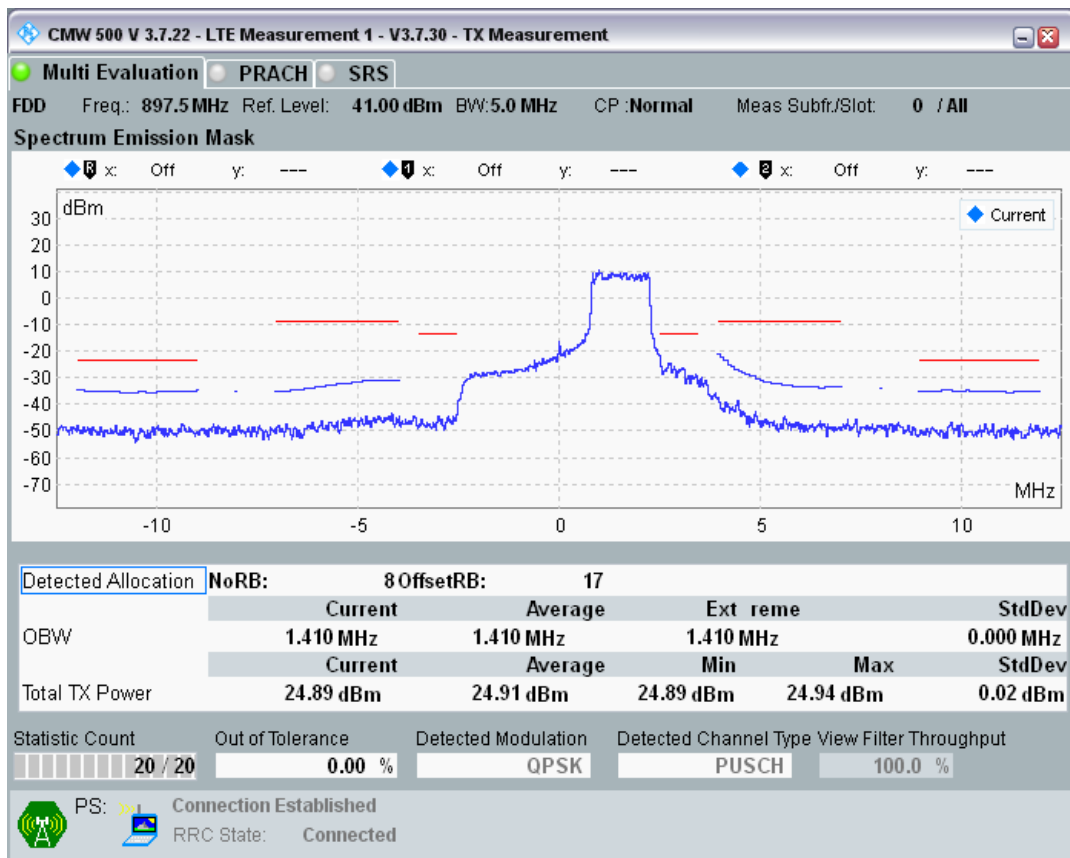 CMW 500 V 3.7.22 - LTE Measurement 1 - V3.7.30 - TX Measurement
Multi Evaluation PRACH SRS
FDD Freq.: 897.5 MHz Ref. Level: 41.00 dBm BW:5.0 MHz CP :Normal Meas Subfr./Slot: 0 / All
Spectrum Emission Mask
R x: Off y: --- 1 x: Off y: --- 2 x: Off y: ---
dBm
Current
30
20
10
0
-10
-20
-30
-40
-50
-60
-70
MHz
-10 -5 0 5 10
Detected Allocation NoRB: 8 OffsetRB: 17
Current Average Ext reme StdDev
OBW 1.410 MHz 1.410 MHz 1.410 MHz 0.000 MHz
Current Average Min Max StdDev
Total TX Power 24.89 dBm 24.91 dBm 24.89 dBm 24.94 dBm 0.02 dBm
Statistic Count Out of Tolerance Detected Modulation Detected Channel Type View Filter Throughput
20 / 20 0.00 % QPSK PUSCH 100.0 %
PS: Connection Established
RRC State: Connected